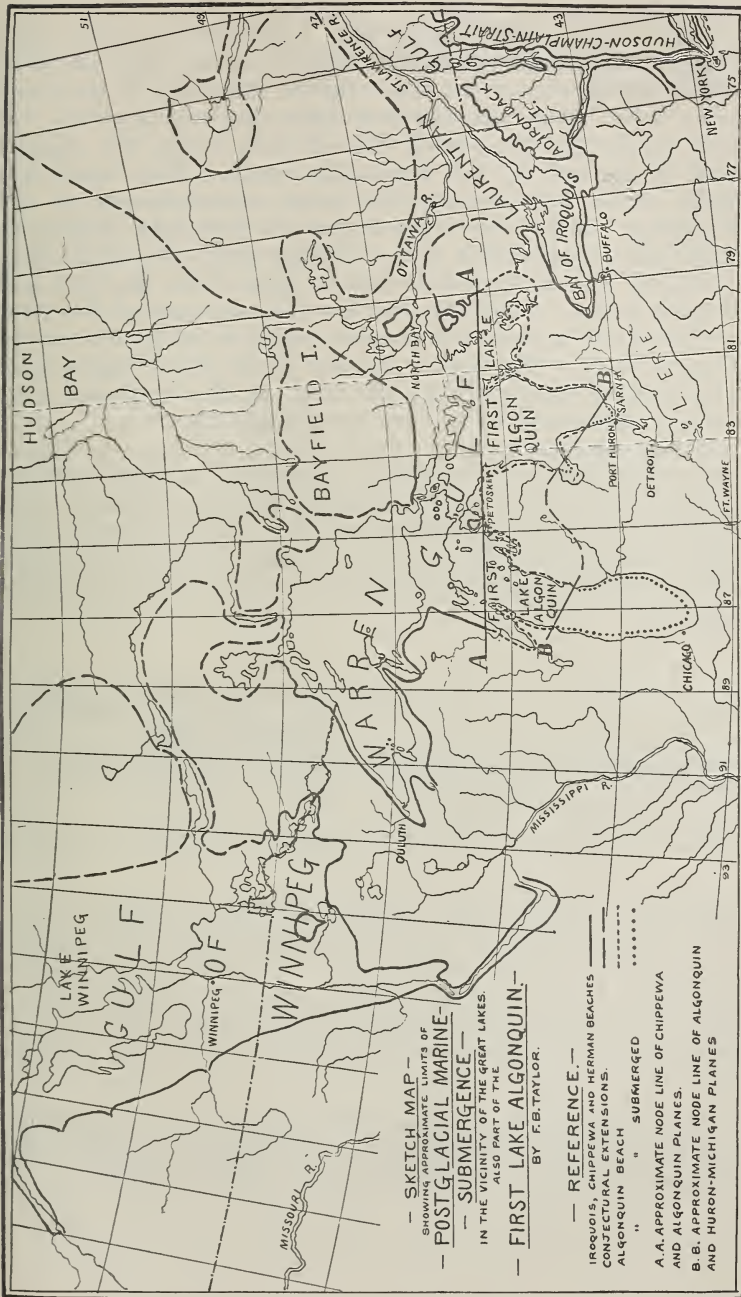 — SKETCH MAP —
SHOWING APPROXIMATE LIMITS OF
— POSTGLACIAL MARINE —
— SUBMERGENCE —
IN THE VICINITY OF THE GREAT LAKES.
ALSO PART OF THE
— FIRST LAKE ALGONQUIN. —
BY F. B. TAYLOR.
— REFERENCE. —
IROQUOIS, CHIPPEWA AND HERMAN BEACHES
CONJECTURAL EXTENSIONS.
ALGONQUIN BEACH
" " SUBMERGED
A.A. APPROXIMATE NODE LINE OF CHIPPEWA
AND ALGONQUIN PLANES.
B.B. APPROXIMATE NODE LINE OF ALGONQUIN
AND HURON-MICHIGAN PLANES
LAKE
WINNIPEG
GULF
OF
WINNIPEG
WINNIPEG
MISSOURI R.
HUDSON
BAY
BAYFIELD I.
WARREN
GULF
DULUTH
MISSISSIPPI R.
CHICAGO
FIRST
LAKE
ALGON
QUIN
PETOSKEY
FIRST LAKE
ALGON
QUIN
A
A
B
B
NORTH BAY
OTTAWA R.
ST. LAWRENCE R.
LAURENTIAN
GULF
ADIRONDACK
I.
HUDSON-CHAMPLAIN-STRAIT
BAY OF IROQUOIS
BUFFALO
NEW YORK
L. ERIE
PORT HURON
SARNIA
DETROIT
FT. WAYNE
51
49
47
43
75
77
79
81
83
87
89
91
93